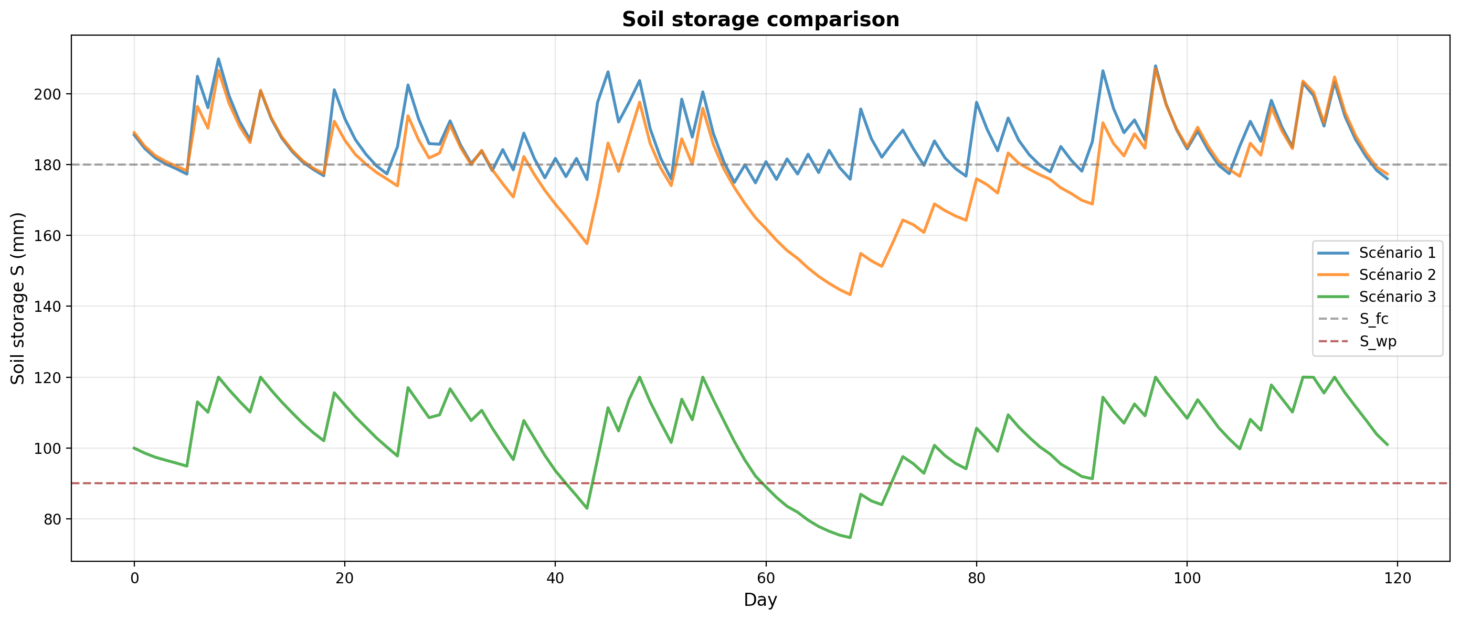 Soil storage comparison
Soil storage S (mm)
200
180
160
140
120
100
80
0
20
40
60
80
100
120
Day
Scénario 1
Scénario 2
Scénario 3
S_fc
S_wp